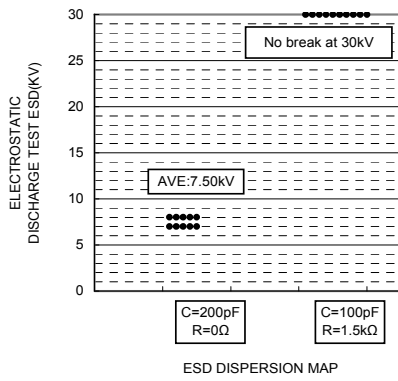 ELECTROSTATIC
DISCHARGE TEST ESD(KV)
30
25
20
15
10
5
0
No break at 30kV
AVE:7.50kV
C=200pF
R=0Ω
C=100pF
R=1.5kΩ
ESD DISPERSION MAP